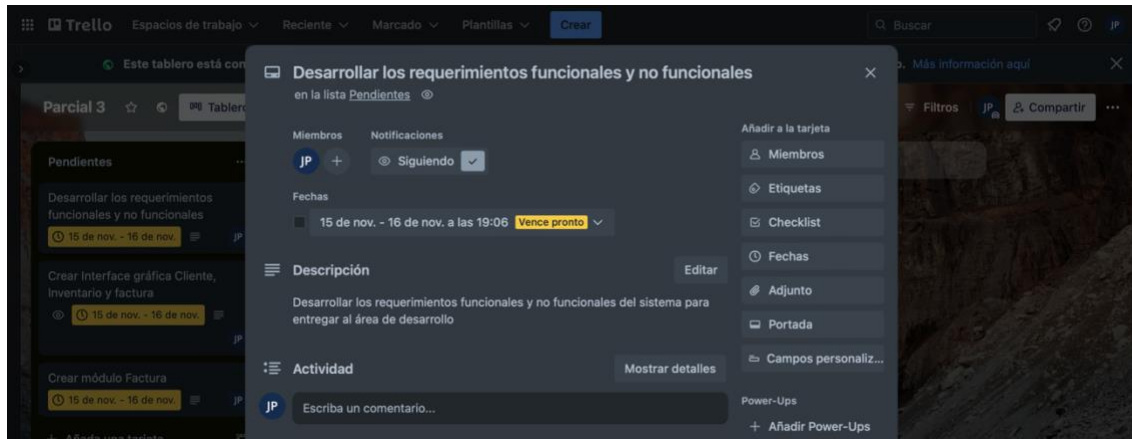 Trello Espacios de trabajo Reciente Marcado Plantillas Crear Buscar JP
Este tablero está con
o. Más información aquí
Parcial 3 Tablero Filtros JP Compartir
Pendientes
Desarrollar los requerimientos
funcionales y no funcionales
15 de nov. - 16 de nov. JP
Crear Interface gráfica Cliente,
Inventario y factura
15 de nov. - 16 de nov.
JP
Crear módulo Factura
15 de nov. - 16 de nov. JP
+ Añada una tarjeta
Desarrollar los requerimientos funcionales y no funcionales
en la lista Pendientes
Miembros Notificaciones
JP + Siguiendo
Fechas
15 de nov. - 16 de nov. a las 19:06 Vence pronto
Descripción Editar
Desarrollar los requerimientos funcionales y no funcionales del sistema para
entregar al área de desarrollo
Actividad Mostrar detalles
JP Escriba un comentario...
Añadir a la tarjeta
Miembros
Etiquetas
Checklist
Fechas
Adjunto
Portada
Campos personaliz...
Power-Ups
+ Añadir Power-Ups